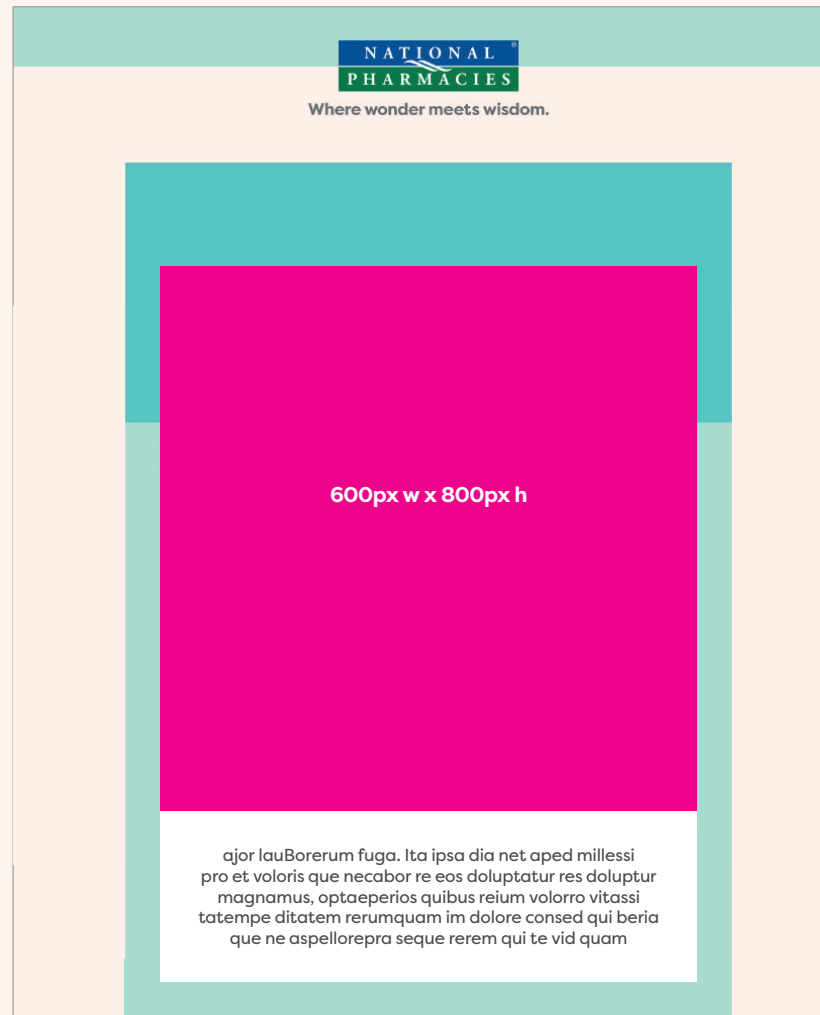 NATIONAL
PHARMACIES
Where wonder meets wisdom.
600px w x 800px h
ajor lauBorerum fuga. Ita ipsa dia net aped millessi
pro et voloris que necabor re eos doluptatur res doluptur
magnamus, optaeperios quibus reium volorro vitassi
tatempe ditatem rerumquam im dolore consed qui beria
que ne aspellorepra seque rerem qui te vid quam